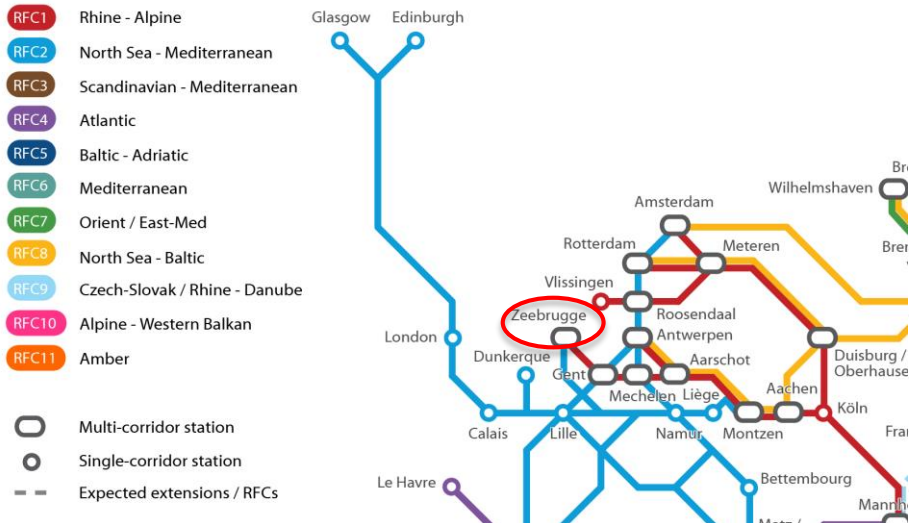 RFC1 Rhine - Alpine
RFC2 North Sea - Mediterranean
RFC3 Scandinavian - Mediterranean
RFC4 Atlantic
RFC5 Baltic - Adriatic
RFC6 Mediterranean
RFC7 Orient / East-Med
RFC8 North Sea - Baltic
RFC9 Czech-Slovak / Rhine - Danube
RFC10 Alpine - Western Balkan
RFC11 Amber
Multi-corridor station
Single-corridor station
Expected extensions / RFCs
Glasgow
Edinburgh
Wilhelmshaven
Amsterdam
Rotterdam
Meteren
Vlissingen
Roosendaal
Zeebrugge
London
Antwerpen
Dunkerque
Gent
Aarschot
Duisburg /
Oberhause
Mechelen
Liège
Aachen
Köln
Calais
Lille
Namur
Montzen
Le Havre
Bettembourg
Metz /